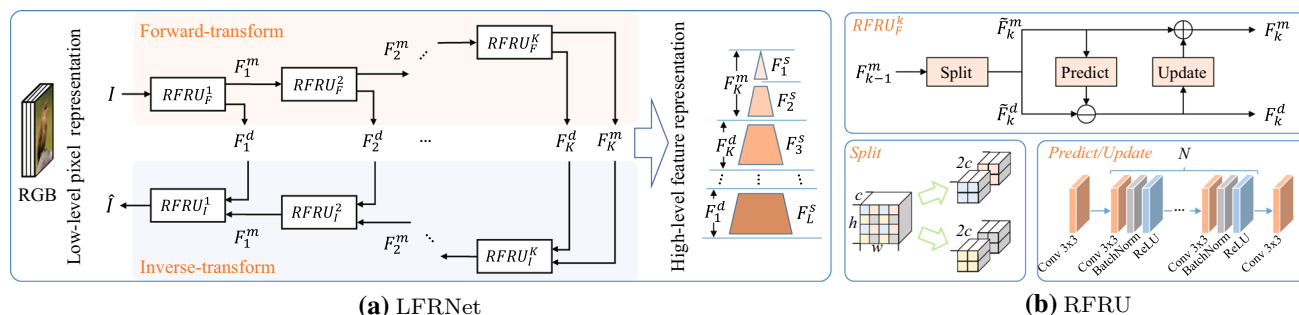 Forward-transform
I
RFRU_F^1
F_1^m
RFRU_F^2
F_2^m
...
RFRU_F^K
F_1^d
F_2^d
...
F_K^d
F_K^m
RGB
Low-level pixel representation
Î
RFRU_I^1
F_1^m
RFRU_I^2
F_2^m
...
RFRU_I^K
Inverse-transform
High-level feature representation
F_K^m
F_1^s
F_2^s
F_K^d
F_3^s
⋮ ⋮ ⋮
F_1^d
F_L^s
(a) LFRNet
RFRU_F^k
F_{k-1}^m
Split
F̃_k^m
F̃_k^d
Predict
Update
F_k^m
F_k^d
Split
c
h
w
2c
2c
Predict/Update
N
Conv 3x3
Conv 3x3
BatchNorm
ReLU
...
Conv 3x3
BatchNorm
ReLU
Conv 3x3
(b) RFRU